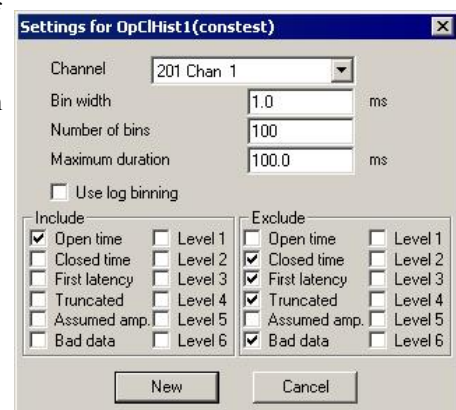 Settings for OpClHist1(constest)
Channel 201 Chan 1
Bin width 1.0 ms
Number of bins 100
Maximum duration 100.0 ms
Use log binning
Include
Open time Level 1
Closed time Level 2
First latency Level 3
Truncated Level 4
Assumed amp. Level 5
Bad data Level 6
Exclude
Open time Level 1
Closed time Level 2
First latency Level 3
Truncated Level 4
Assumed amp. Level 5
Bad data Level 6
New Cancel